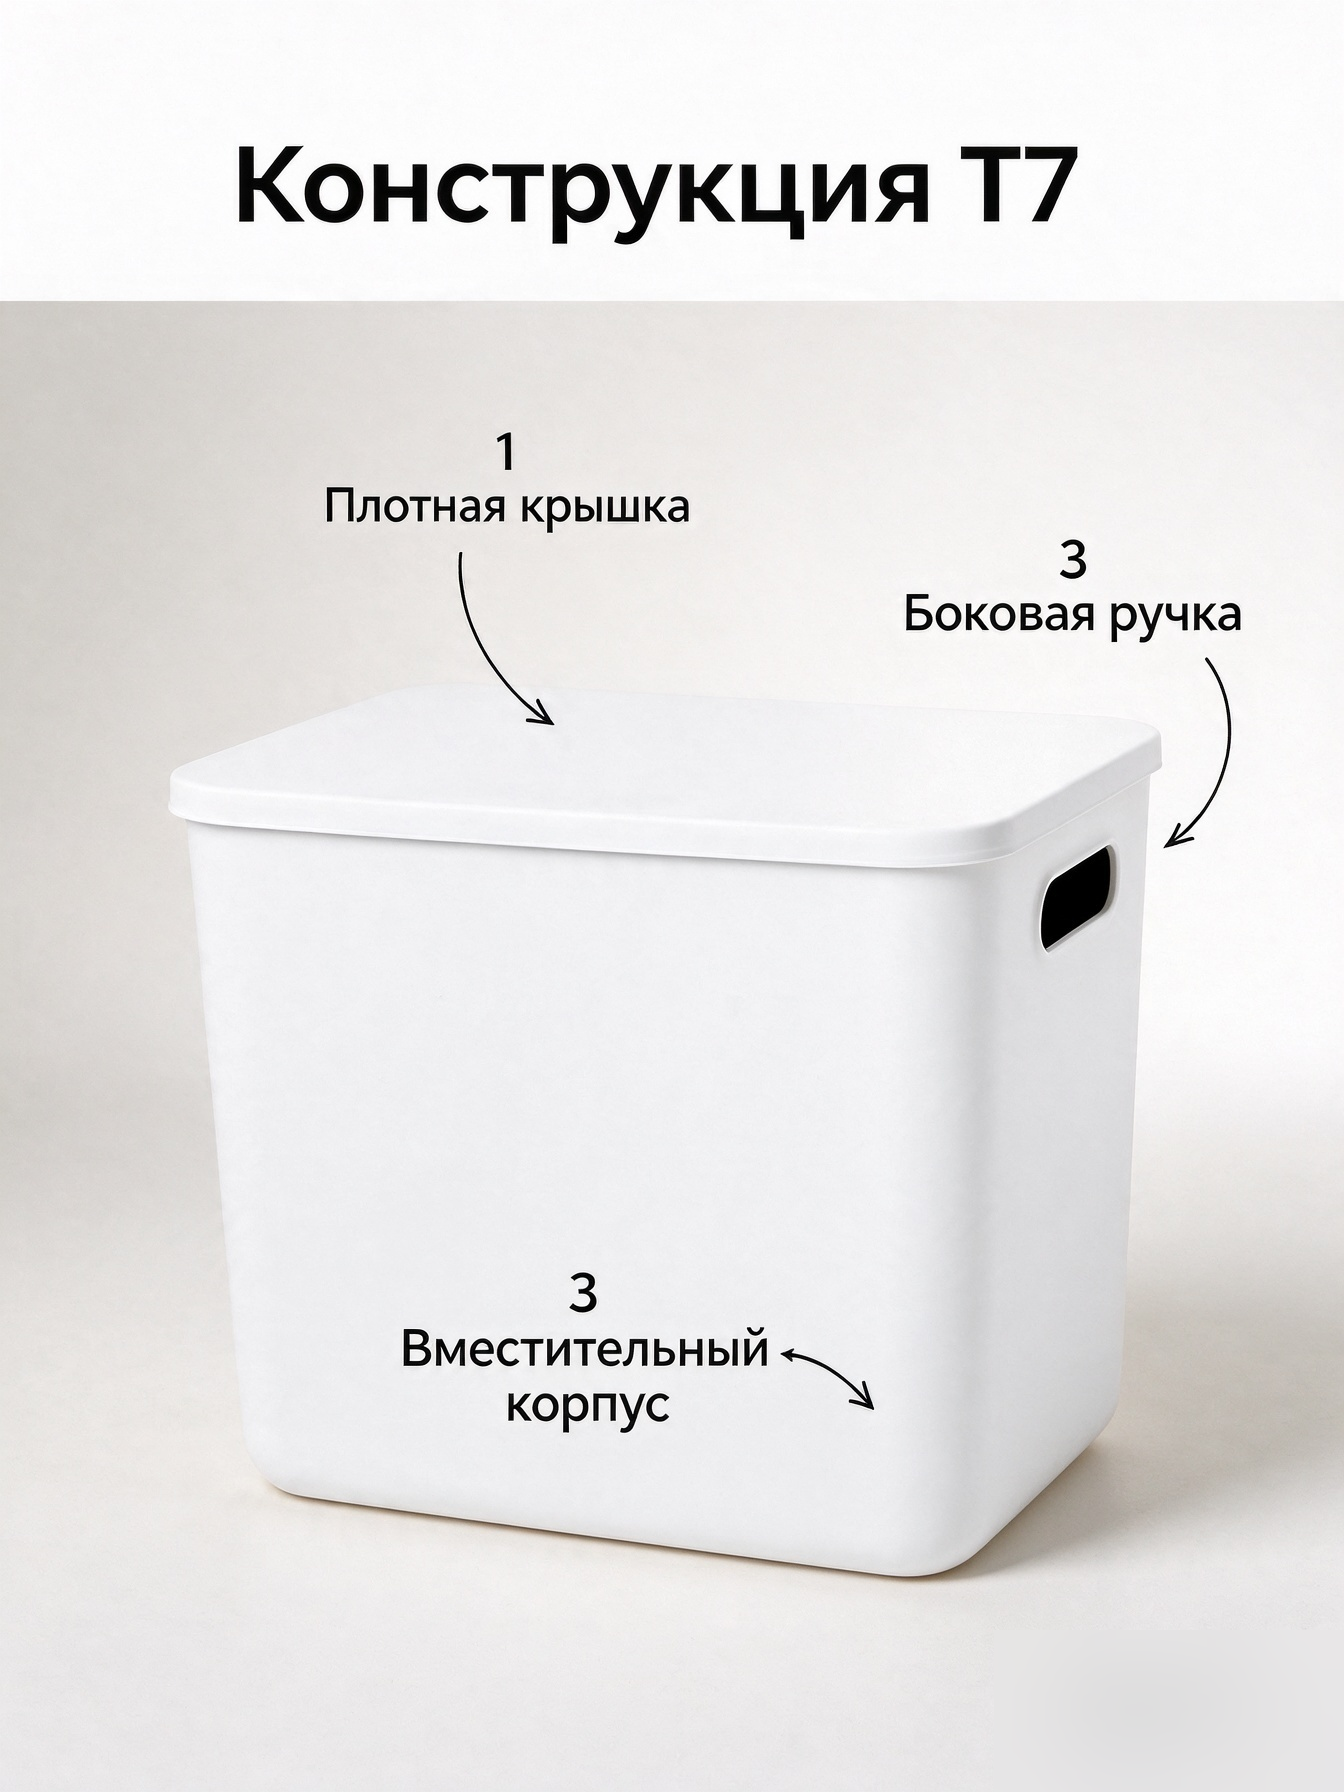 Конструкция Т7
1
Плотная крышка
3
Боковая ручка
3
Вместительный
корпус